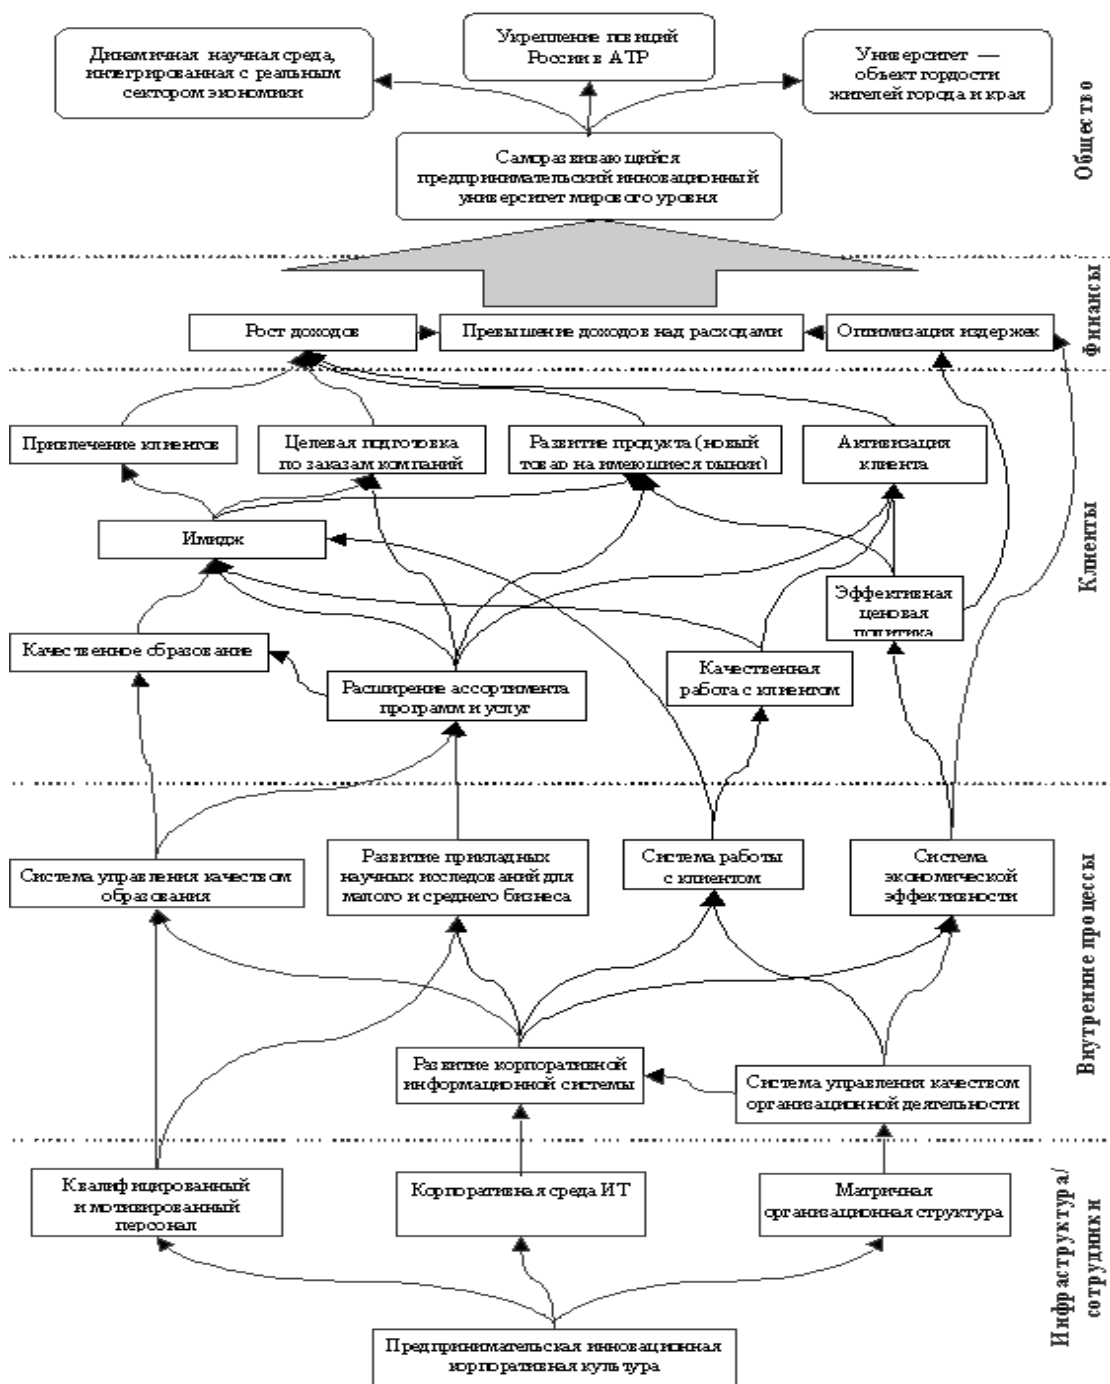 Динамичная научная среда,
интегрированная с реальным
сектором экономики
Укрепление позиций
России в АТР
Университет —
объект гордости
жителей города и края
Саморазвивающийся
предпринимательский инновационный
университет мирового уровня
Общество
Рост доходов
Превышение доходов над расходами
Оптимизация издержек
Финансы
Привлечение клиентов
Целевая подготовка
по заказам компаний
Развитие продукта (новый
товар на имеющиеся рынки)
Активизация
клиента
Имидж
Эффективная
ценовая
политика
Качественное образование
Расширение ассортимента
программ и услуг
Качественная
работа с клиентом
Клиенты
Система управления качеством
образования
Развитие прикладных
научных исследований для
малого и среднего бизнеса
Система работы
с клиентом
Система
экономической
эффективности
Развитие корпоративной
информационной системы
Система управления качеством
организационной деятельности
Внутренние процессы
Квалифицированный
и мотивированный
персонал
Корпоративная среда ИТ
Матричная
организационная структура
Предпринимательская инновационная
корпоративная культура
Инфраструктура/
сотрудники